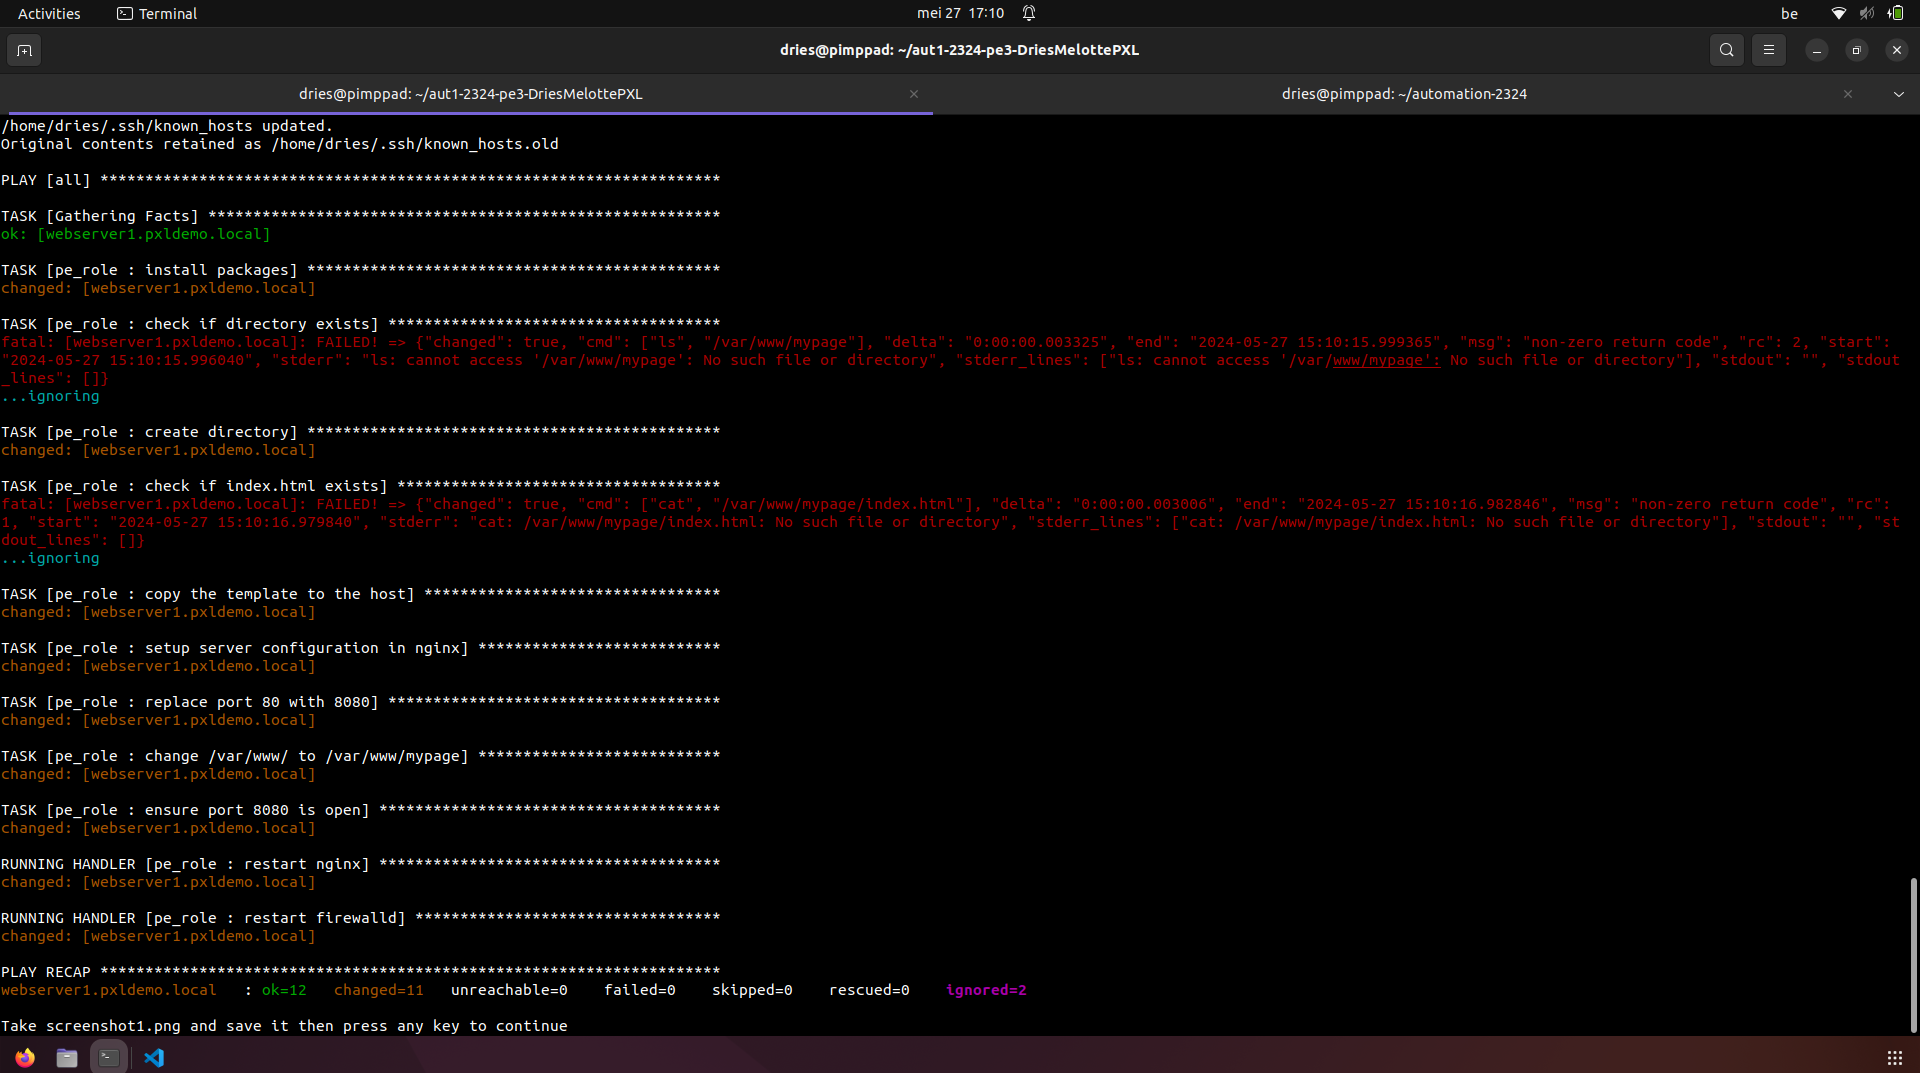 Activities Terminal mei 27 17:10 be
dries@pimppad: ~/aut1-2324-pe3-DriesMelottePXL
dries@pimppad: ~/aut1-2324-pe3-DriesMelottePXL dries@pimppad: ~/automation-2324
/home/dries/.ssh/known_hosts updated.
Original contents retained as /home/dries/.ssh/known_hosts.old
PLAY [all] *********************************************************************
TASK [Gathering Facts] *********************************************************
ok: [webserver1.pxldemo.local]
TASK [pe_role : install packages] **********************************************
changed: [webserver1.pxldemo.local]
TASK [pe_role : check if directory exists] *************************************
fatal: [webserver1.pxldemo.local]: FAILED! => {"changed": true, "cmd": ["ls", "/var/www/mypage"], "delta": "0:00:00.003325", "end": "2024-05-27 15:10:15.999365", "msg": "non-zero return code", "rc": 2, "start":
"2024-05-27 15:10:15.996040", "stderr": "ls: cannot access '/var/www/mypage': No such file or directory", "stderr_lines": ["ls: cannot access '/var/www/mypage': No such file or directory"], "stdout": "", "stdout
_lines": []}
...ignoring
TASK [pe_role : create directory] **********************************************
changed: [webserver1.pxldemo.local]
TASK [pe_role : check if index.html exists] ************************************
fatal: [webserver1.pxldemo.local]: FAILED! => {"changed": true, "cmd": ["cat", "/var/www/mypage/index.html"], "delta": "0:00:00.003006", "end": "2024-05-27 15:10:16.982846", "msg": "non-zero return code", "rc":
1, "start": "2024-05-27 15:10:16.979840", "stderr": "cat: /var/www/mypage/index.html: No such file or directory", "stderr_lines": ["cat: /var/www/mypage/index.html: No such file or directory"], "stdout": "", "st
dout_lines": []}
...ignoring
TASK [pe_role : copy the template to the host] *********************************
changed: [webserver1.pxldemo.local]
TASK [pe_role : setup server configuration in nginx] ***************************
changed: [webserver1.pxldemo.local]
TASK [pe_role : replace port 80 with 8080] *************************************
changed: [webserver1.pxldemo.local]
TASK [pe_role : change /var/www/ to /var/www/mypage] ***************************
changed: [webserver1.pxldemo.local]
TASK [pe_role : ensure port 8080 is open] **************************************
changed: [webserver1.pxldemo.local]
RUNNING HANDLER [pe_role : restart nginx] **************************************
changed: [webserver1.pxldemo.local]
RUNNING HANDLER [pe_role : restart firewalld] **********************************
changed: [webserver1.pxldemo.local]
PLAY RECAP *********************************************************************
webserver1.pxldemo.local : ok=12 changed=11 unreachable=0 failed=0 skipped=0 rescued=0 ignored=2
Take screenshot1.png and save it then press any key to continue